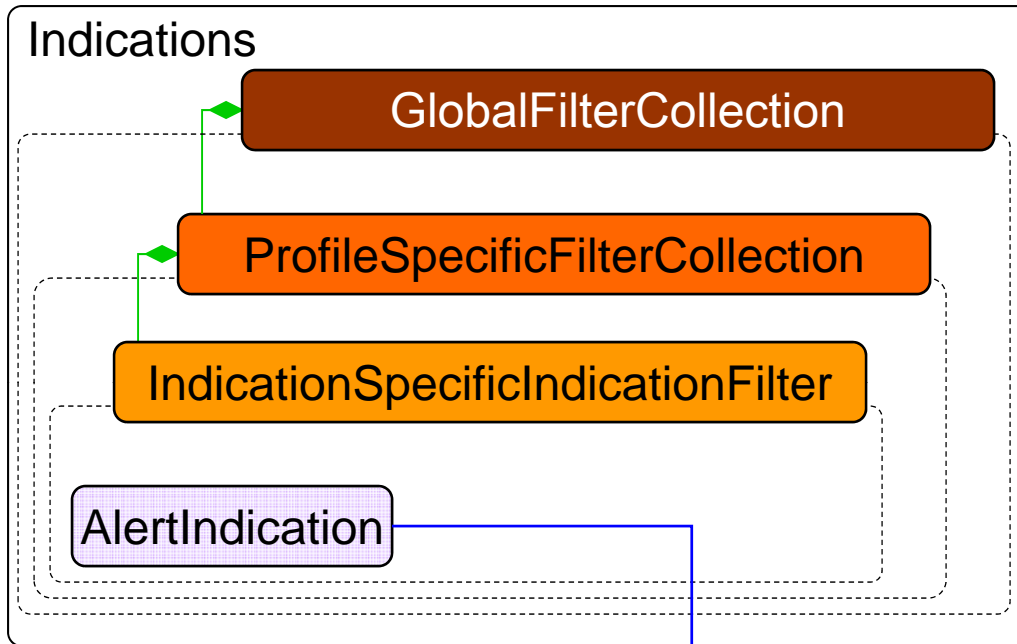 Indications
GlobalFilterCollection
ProfileSpecificFilterCollection
IndicationSpecificIndicationFilter
AlertIndication